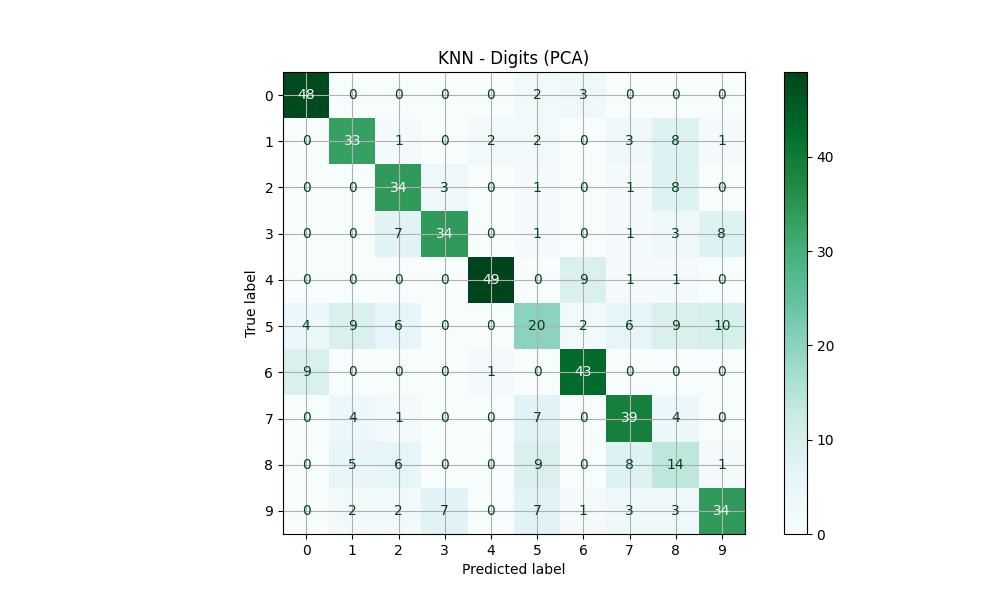 KNN - Digits (PCA)
True label
0 48 0 0 0 0 2 3 0 0 0
1 0 33 1 0 2 2 0 3 8 1
2 0 0 34 3 0 1 0 1 8 0
3 0 0 7 34 0 1 0 1 3 8
4 0 0 0 0 49 0 9 1 1 0
5 4 9 6 0 0 20 2 6 9 10
6 9 0 0 0 1 0 43 0 0 0
7 0 4 1 0 0 7 0 39 4 0
8 0 5 6 0 0 9 0 8 14 1
9 0 2 2 7 0 7 1 3 3 34
0 1 2 3 4 5 6 7 8 9
Predicted label
40
30
20
10
0